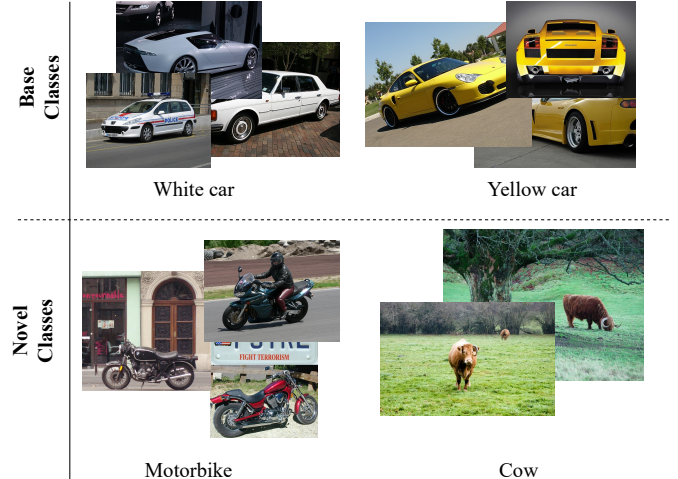 Base
Classes
POLICE
White car
Yellow car
Novel
Classes
FIGHT TERRORISM
Motorbike
Cow